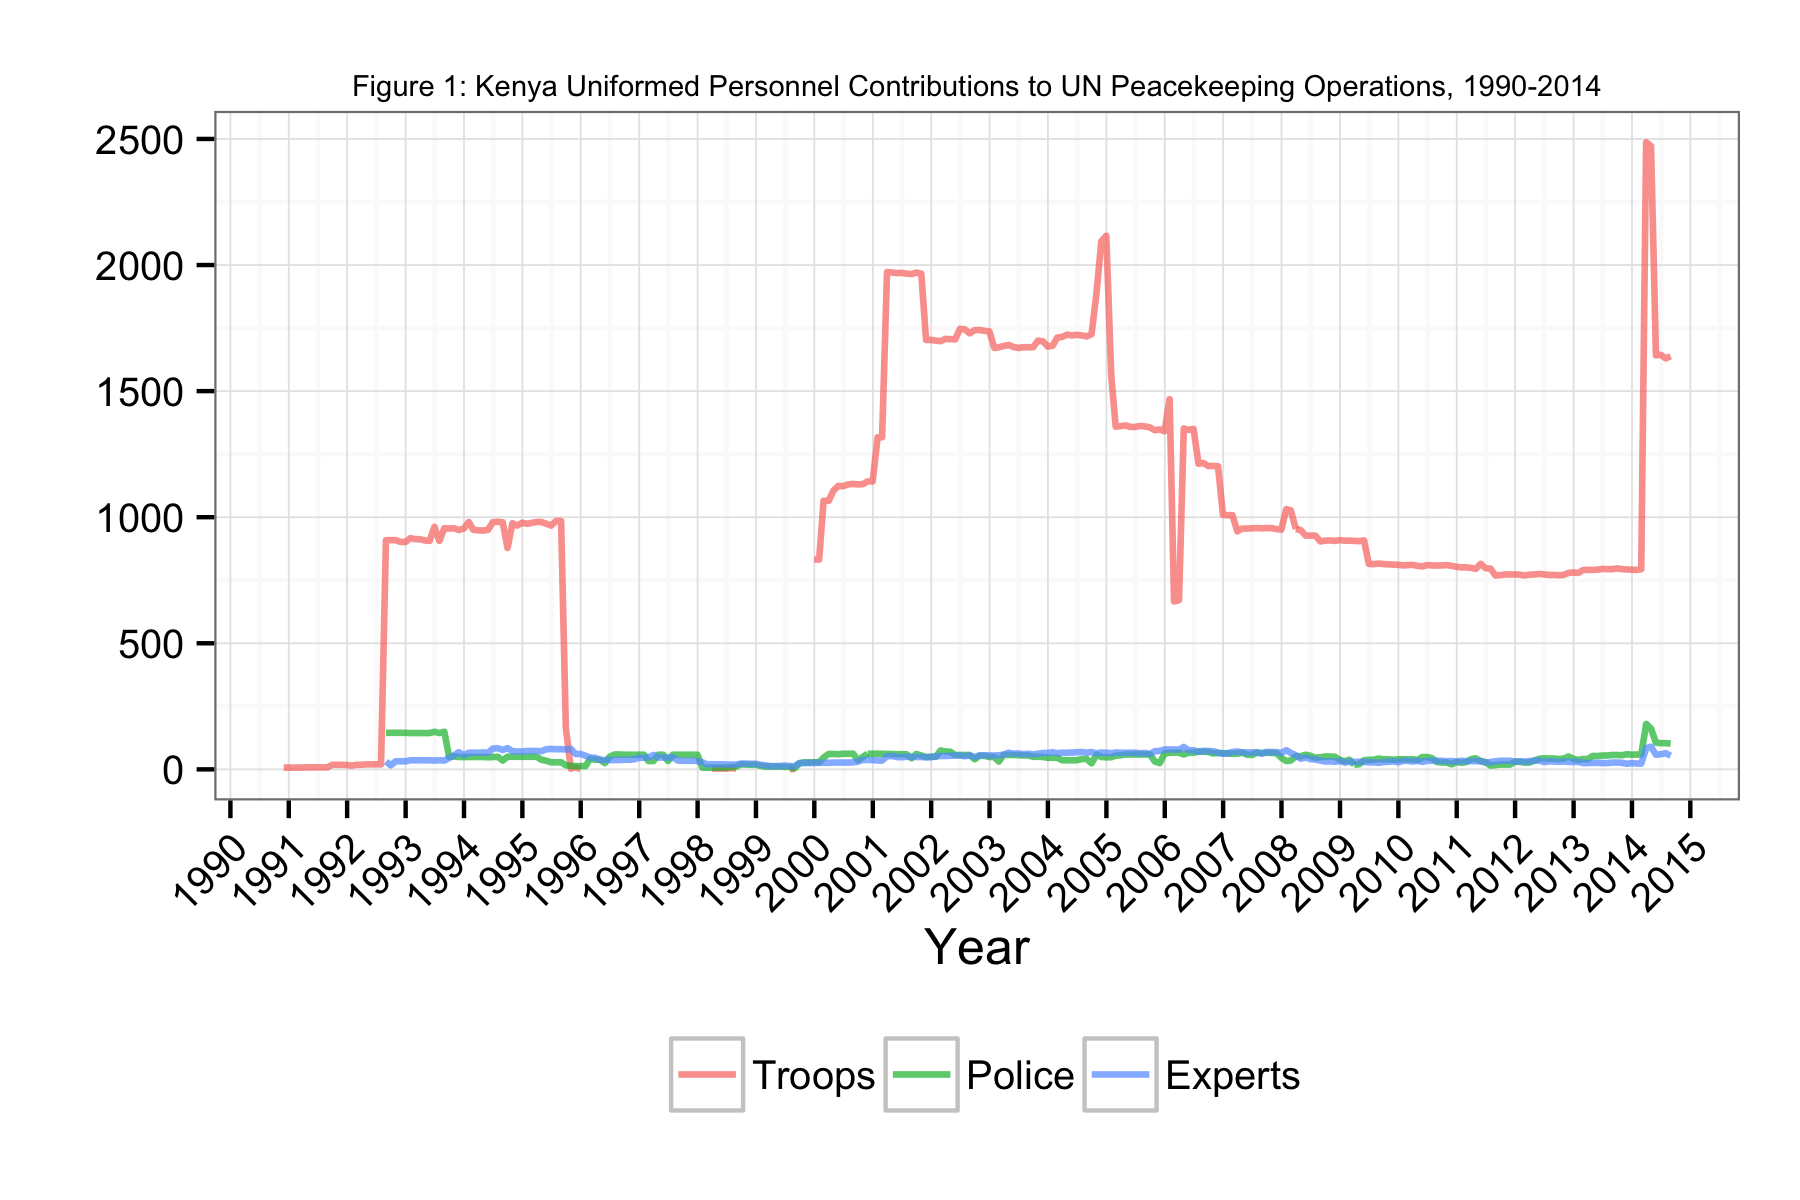 Figure 1: Kenya Uniformed Personnel Contributions to UN Peacekeeping Operations, 1990-2014
2500
2000
1500
1000
500
0
1990 1991 1992 1993 1994 1995 1996 1997 1998 1999 2000 2001 2002 2003 2004 2005 2006 2007 2008 2009 2010 2011 2012 2013 2014 2015
Year
Troops Police Experts